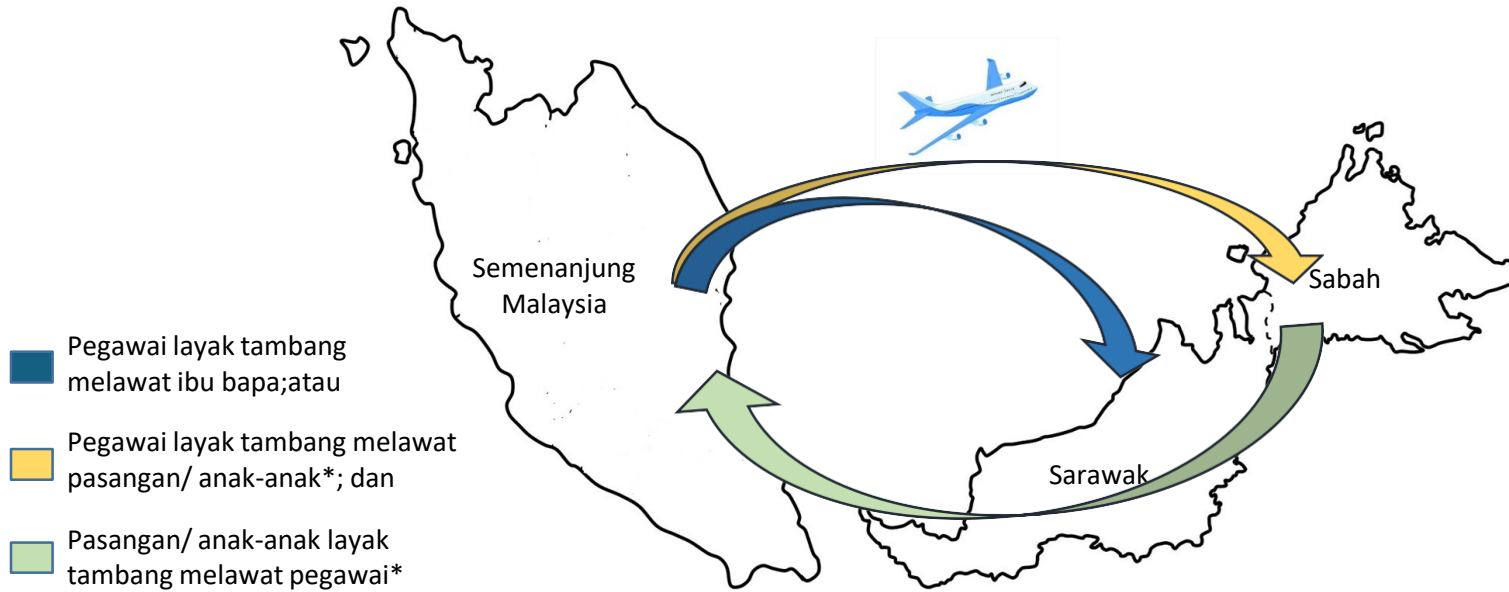 Semenanjung
Malaysia
Sabah
Sarawak
Pegawai layak tambang
melawat ibu bapa;atau
Pegawai layak tambang melawat
pasangan/ anak-anak*; dan
Pasangan/ anak-anak layak
tambang melawat pegawai*